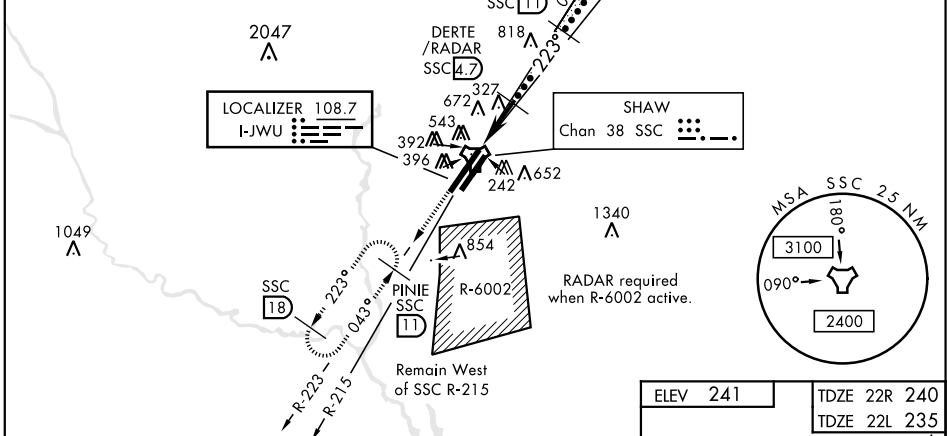 SSC 11
2047
DERTE
/RADAR
SSC 4.7
818
223°
327
672
LOCALIZER 108.7
I-JWU
543
392
396
SHAW
Chan 38 SSC
242
652
1049
1340
854
R-6002
RADAR required
when R-6002 active.
MSA SSC 25 NM
180°
3100
090°
2400
SSC
18
223°
043°
PINIE
SSC
11
Remain West
of SSC R-215
R-223
R-215
ELEV 241
TDZE 22R 240
TDZE 22L 235